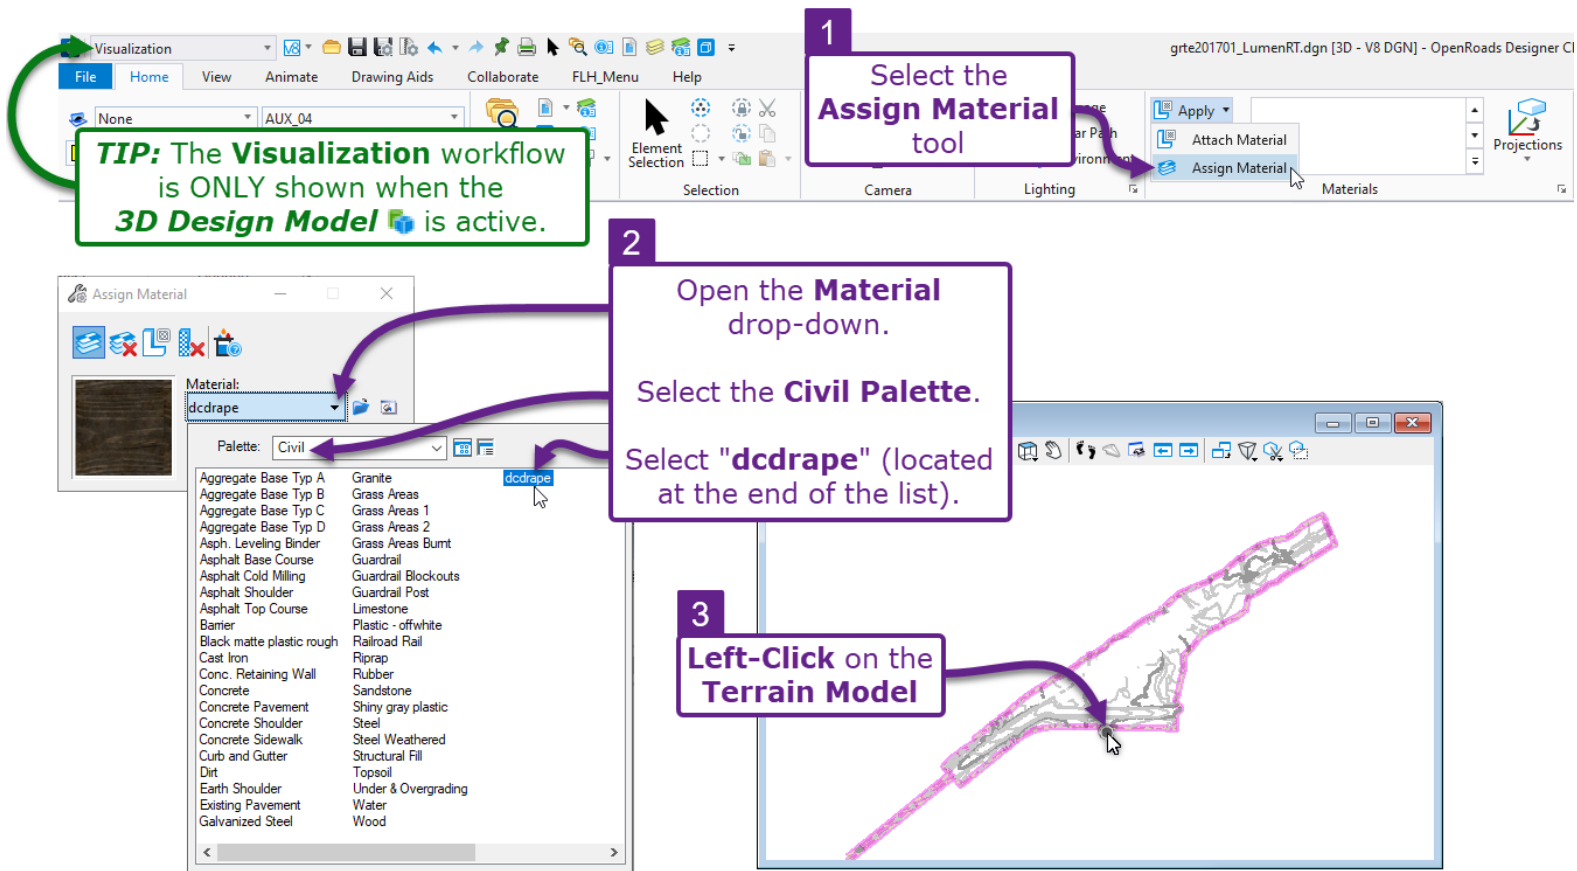 Visualization
grte201701_LumenRT.dgn [3D - V8 DGN] - OpenRoads Designer
File Home View Animate Drawing Aids Collaborate FLH_Menu Help
None AUX_04
1
Select the
Assign Material
tool
TIP: The Visualization workflow
is ONLY shown when the
3D Design Model is active.
Element
Selection
Apply
Attach Material
Assign Material
Projections
Selection Camera Lighting Materials
2
Open the Material
drop-down.
Select the Civil Palette.
Select "dcdrape" (located
at the end of the list).
Assign Material
Material:
dcdrape
Palette: Civil
Aggregate Base Typ A Granite dcdrape
Aggregate Base Typ B Grass Areas
Aggregate Base Typ C Grass Areas 1
Aggregate Base Typ D Grass Areas 2
Asph. Leveling Binder Grass Areas Burnt
Asphalt Base Course Guardrail
Asphalt Cold Milling Guardrail Blockouts
Asphalt Shoulder Guardrail Post
Asphalt Top Course Limestone
Barrier Plastic - offwhite
Black matte plastic rough Railroad Rail
Cast Iron Riprap
Conc. Retaining Wall Rubber
Concrete Sandstone
Concrete Pavement Shiny gray plastic
Concrete Shoulder Steel
Concrete Sidewalk Steel Weathered
Curb and Gutter Structural Fill
Dirt Topsoil
Earth Shoulder Under & Overgrading
Existing Pavement Water
Galvanized Steel Wood
3
Left-Click on the
Terrain Model